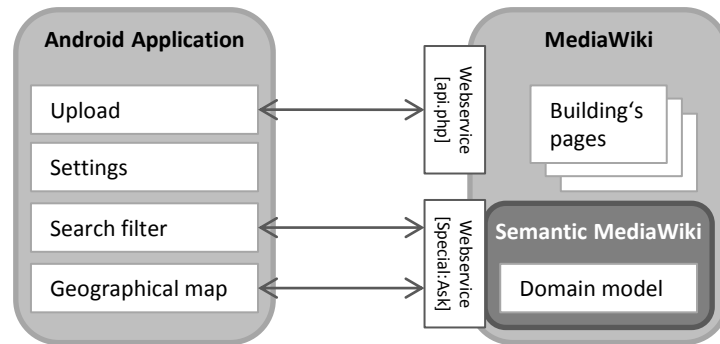 Android Application
Upload
Settings
Search filter
Geographical map
Webservice
[api.php]
Webservice
[Special:Ask]
MediaWiki
Building‘s
pages
Semantic MediaWiki
Domain model